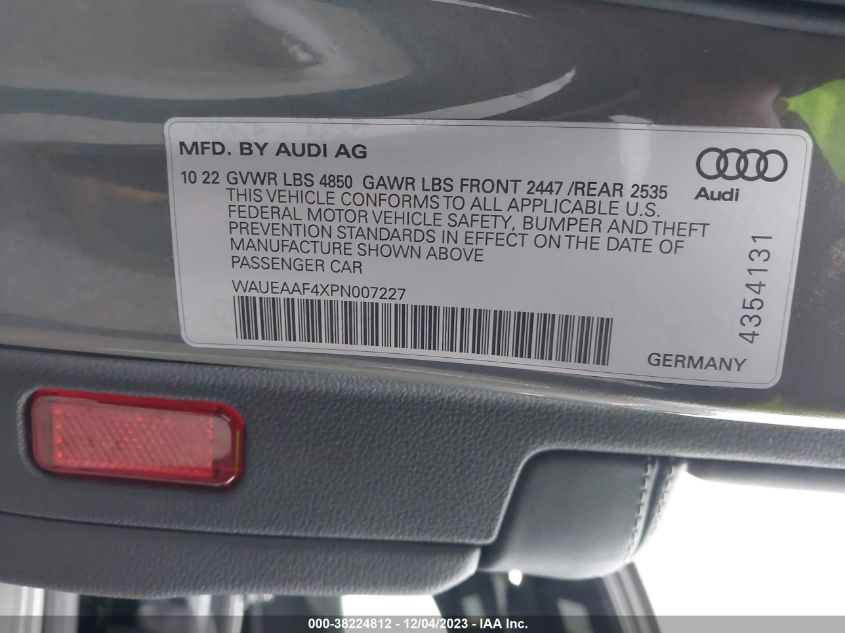 MFD. BY AUDI AG
Audi
10 22 GVWR LBS 4850 GAWR LBS FRONT 2447 /REAR 2535
THIS VEHICLE CONFORMS TO ALL APPLICABLE U.S.
FEDERAL MOTOR VEHICLE SAFETY, BUMPER AND THEFT
PREVENTION STANDARDS IN EFFECT ON THE DATE OF
MANUFACTURE SHOWN ABOVE
PASSENGER CAR
WAUEAAF4XPN007227
4354131
GERMANY
000-38224812 - 12/04/2023 - IAAI.com.